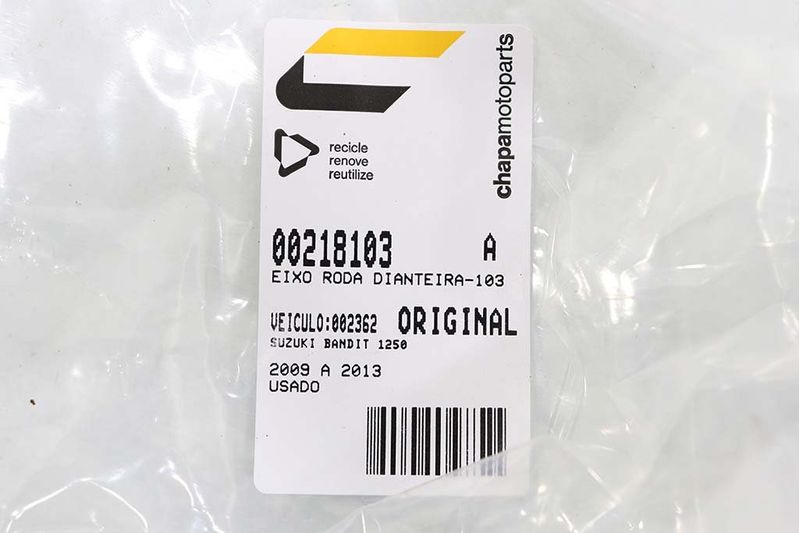 chapamotoparts
recicle
renove
reutilize
00218103 A
EIXO RODA DIANTEIRA-103
VEICULO:002362 ORIGINAL
SUZUKI BANDIT 1250
2009 A 2013
USADO